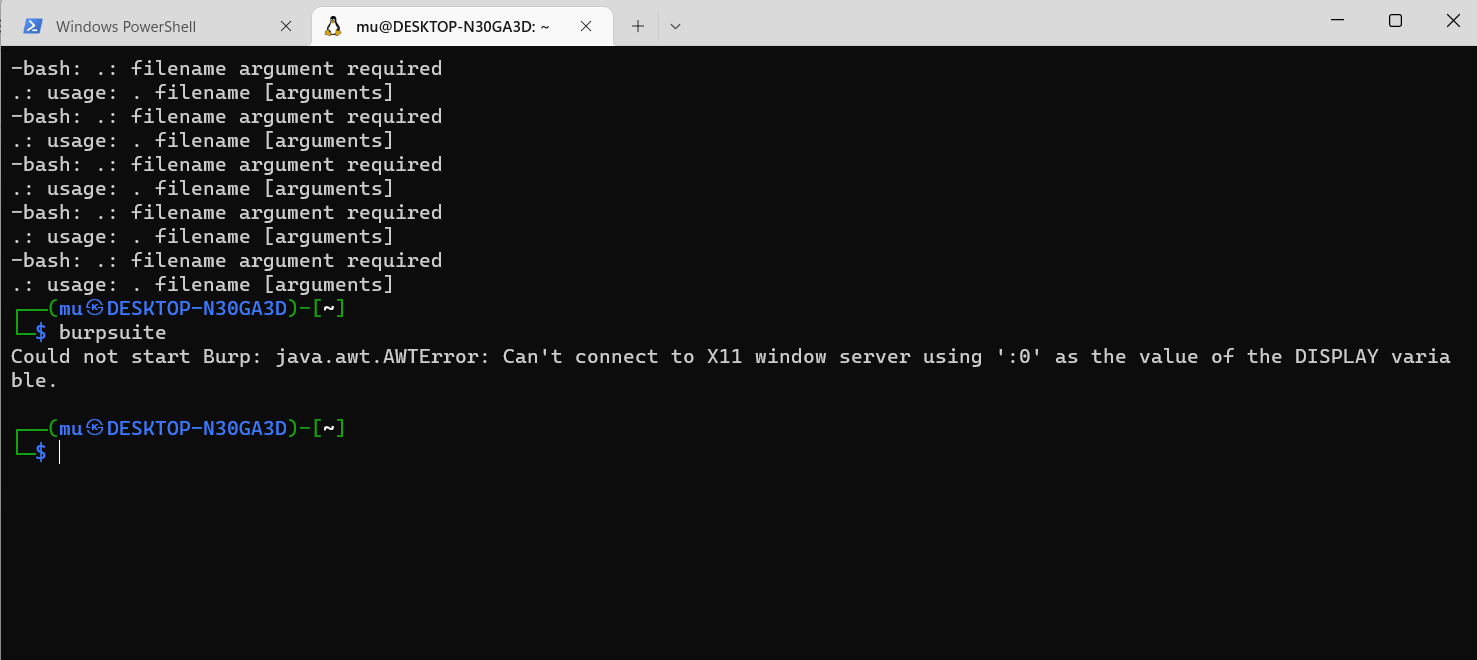 Windows PowerShell
mu@DESKTOP-N30GA3D: ~
-bash: .: filename argument required
.: usage: . filename [arguments]
-bash: .: filename argument required
.: usage: . filename [arguments]
-bash: .: filename argument required
.: usage: . filename [arguments]
-bash: .: filename argument required
.: usage: . filename [arguments]
-bash: .: filename argument required
.: usage: . filename [arguments]
┌──(mu㉿DESKTOP-N30GA3D)-[~]
└─$ burpsuite
Could not start Burp: java.awt.AWTError: Can't connect to X11 window server using ':0' as the value of the DISPLAY varia
ble.
┌──(mu㉿DESKTOP-N30GA3D)-[~]
└─$